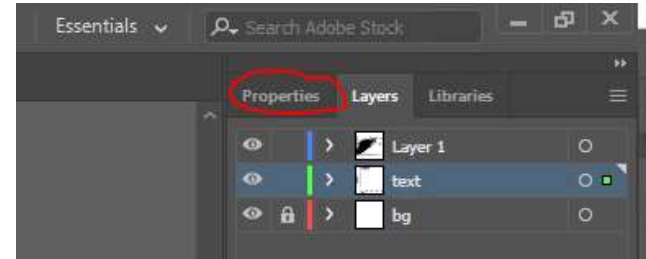 Essentials Search Adobe Stock
Properties Layers Libraries
Layer 1
text
bg